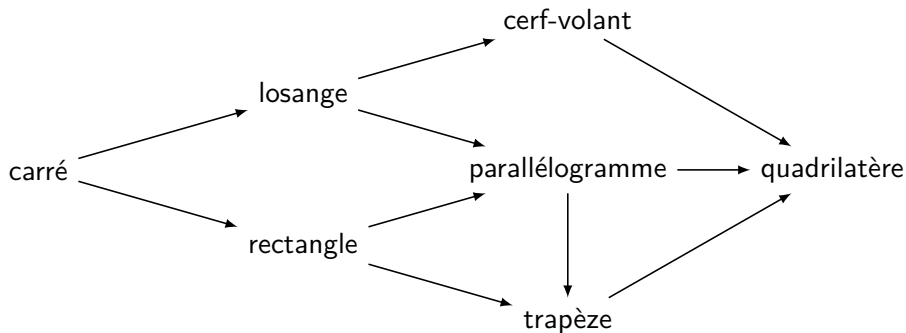 cerf-volant
losange
carré
parallélogramme
quadrilatère
rectangle
trapèze